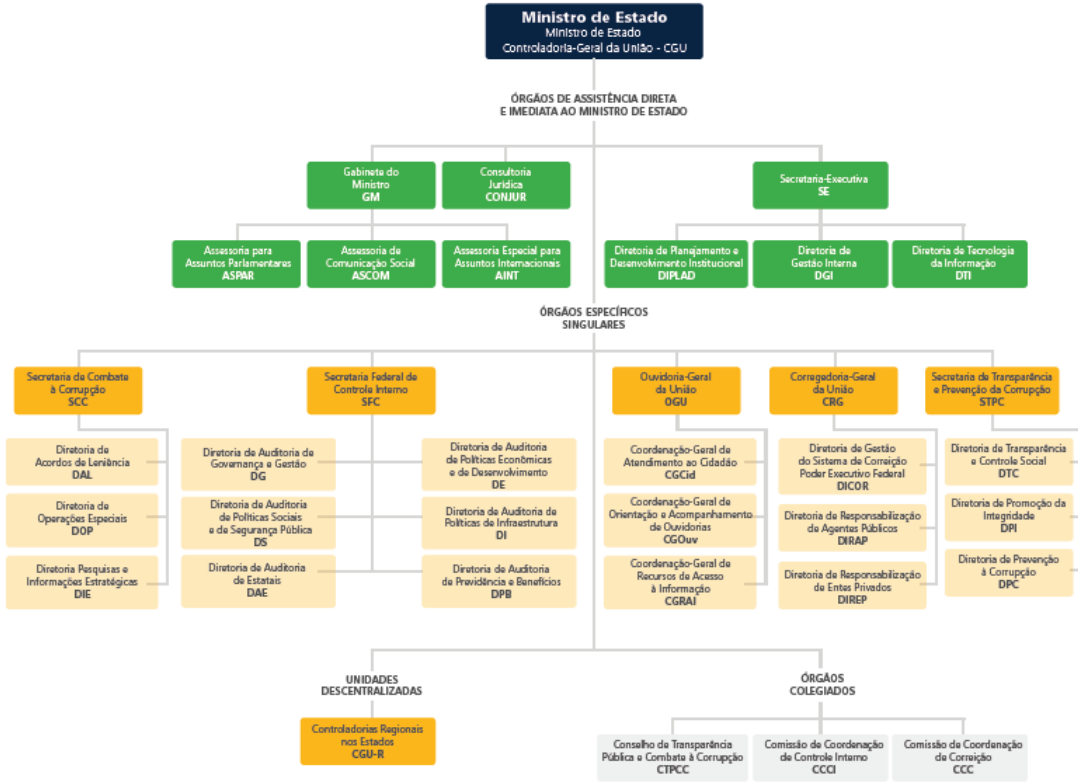 Ministro de Estado
Ministro de Estado
Controladoria-Geral da União - CGU
ÓRGÃOS DE ASSISTÊNCIA DIRETA
E IMEDIATA AO MINISTRO DE ESTADO
Gabinete do
Ministro
GM
Consultoria
Jurídica
CONJUR
Secretaria-Executiva
SE
Assessoria para
Assuntos Parlamentares
ASPAR
Assessoria de
Comunicação Social
ASCOM
Assessoria Especial para
Assuntos Internacionais
AINT
Diretoria de Planejamento e
Desenvolvimento Institucional
DIPLAD
Diretoria de
Gestão Interna
DGI
Diretoria de Tecnologia
da Informação
DTI
ÓRGÃOS ESPECÍFICOS
SINGULARES
Secretaria de Combate
à Corrupção
SCC
Secretaria Federal de
Controle Interno
SFC
Ouvidoria-Geral
da União
OGU
Corregedoria-Geral
da União
CRG
Secretaria de Transparência
e Prevenção da Corrupção
STPC
Diretoria de
Acordos de Leniência
DAL
Diretoria de
Operações Especiais
DOP
Diretoria Pesquisas e
Informações Estratégicas
DIE
Diretoria de Auditoria de
Governança e Gestão
DG
Diretoria de Auditoria
de Políticas Sociais
e de Segurança Pública
DS
Diretoria de Auditoria
de Estatais
DAE
Diretoria de Auditoria
de Políticas Econômicas
e de Desenvolvimento
DE
Diretoria de Auditoria de
Políticas de Infraestrutura
DI
Diretoria de Auditoria
de Previdência e Benefícios
DPB
Coordenação-Geral de
Atendimento ao Cidadão
CGCid
Coordenação-Geral de
Orientação e Acompanhamento
de Ouvidorias
CGOuv
Coordenação-Geral de
Recursos de Acesso
à Informação
CGRAI
Diretoria de Gestão
do Sistema de Correição
Poder Executivo Federal
DICOR
Diretoria de Responsabilização
de Agentes Públicos
DIRAP
Diretoria de Responsabilização
de Entes Privados
DIREP
Diretoria de Transparência
e Controle Social
DTC
Diretoria de Promoção da
Integridade
DPI
Diretoria de Prevenção
à Corrupção
DPC
UNIDADES
DESCENTRALIZADAS
Controladorias Regionais
nos Estados
CGU-R
ÓRGÃOS
COLEGIADOS
Conselho de Transparência
Pública e Combate à Corrupção
CTPCC
Comissão de Coordenação
de Controle Interno
CCCI
Comissão de Coordenação
de Correição
CCC